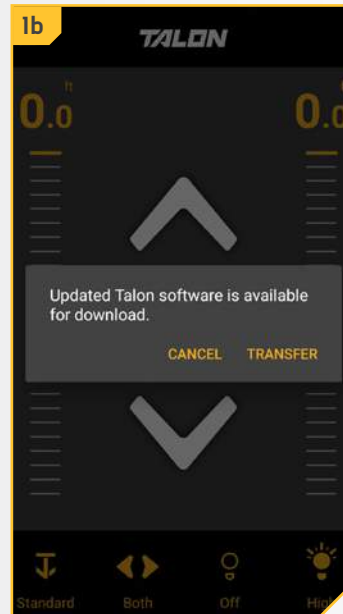 1b
TALON
ft
0.0
0.0
Updated Talon software is available
for download.
CANCEL TRANSFER
Standard Both Off High